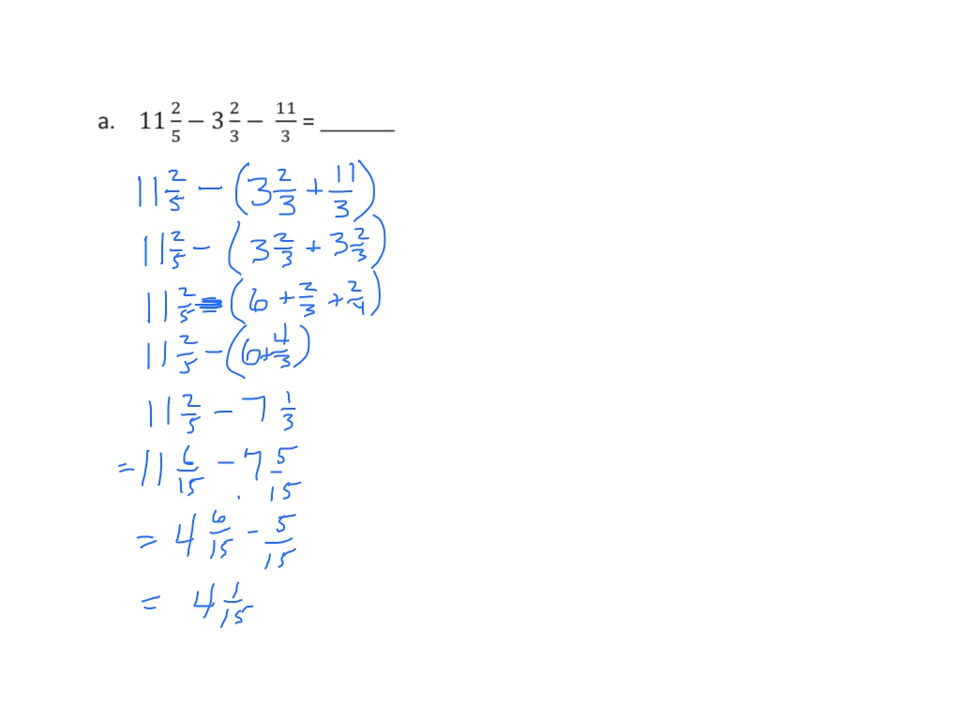 a. 11 2/5 − 3 2/3 − 11/3 = ______
11 2/5 − (3 2/3 + 11/3)
11 2/5 − (3 2/3 + 3 2/3)
11 2/5 − (6 + 2/3 + 2/4)
11 2/5 − (6 + 4/3)
11 2/5 − 7 1/3
= 11 6/15 − 7 5/15
= 4 6/15 − 5/15
= 4 1/15